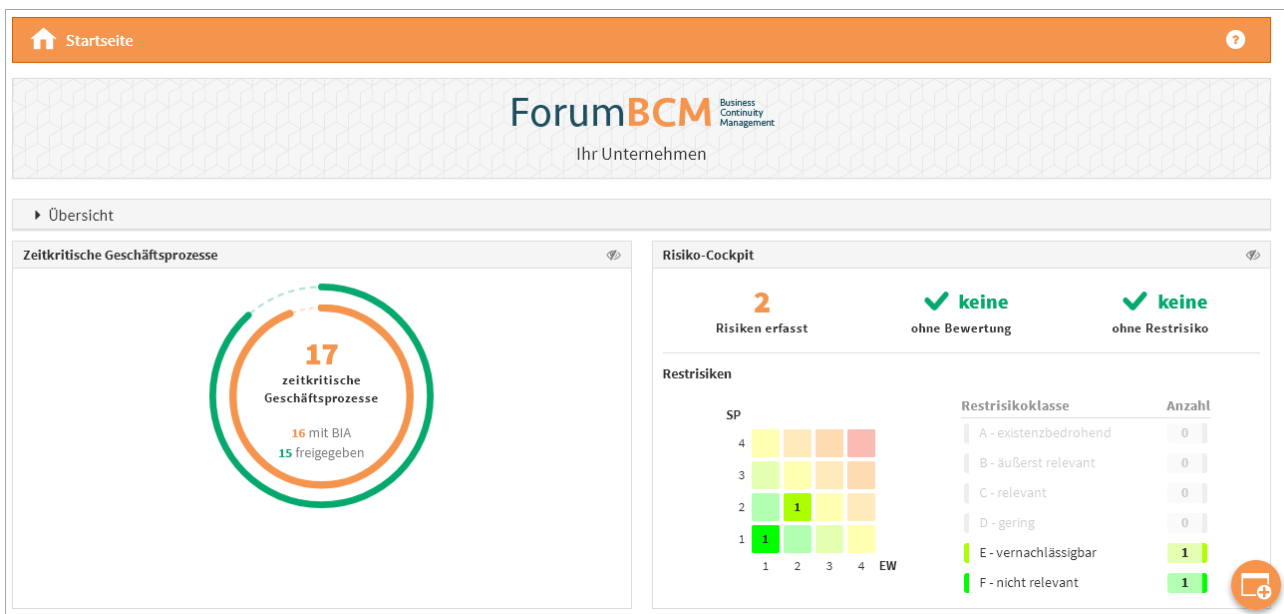 Startseite
?
ForumBCM Business Continuity Management
Ihr Unternehmen
Übersicht
Zeitkritische Geschäftsprozesse
17
zeitkritische
Geschäftsprozesse
16 mit BIA
15 freigegeben
Risiko-Cockpit
2
Risiken erfasst
keine
ohne Bewertung
keine
ohne Restrisiko
Restrisiken
SP
4
3
2 1
1 1
1 2 3 4 EW
Restrisikoklasse Anzahl
A - existenzbedrohend 0
B - äußerst relevant 0
C - relevant 0
D - gering 0
E - vernachlässigbar 1
F - nicht relevant 1